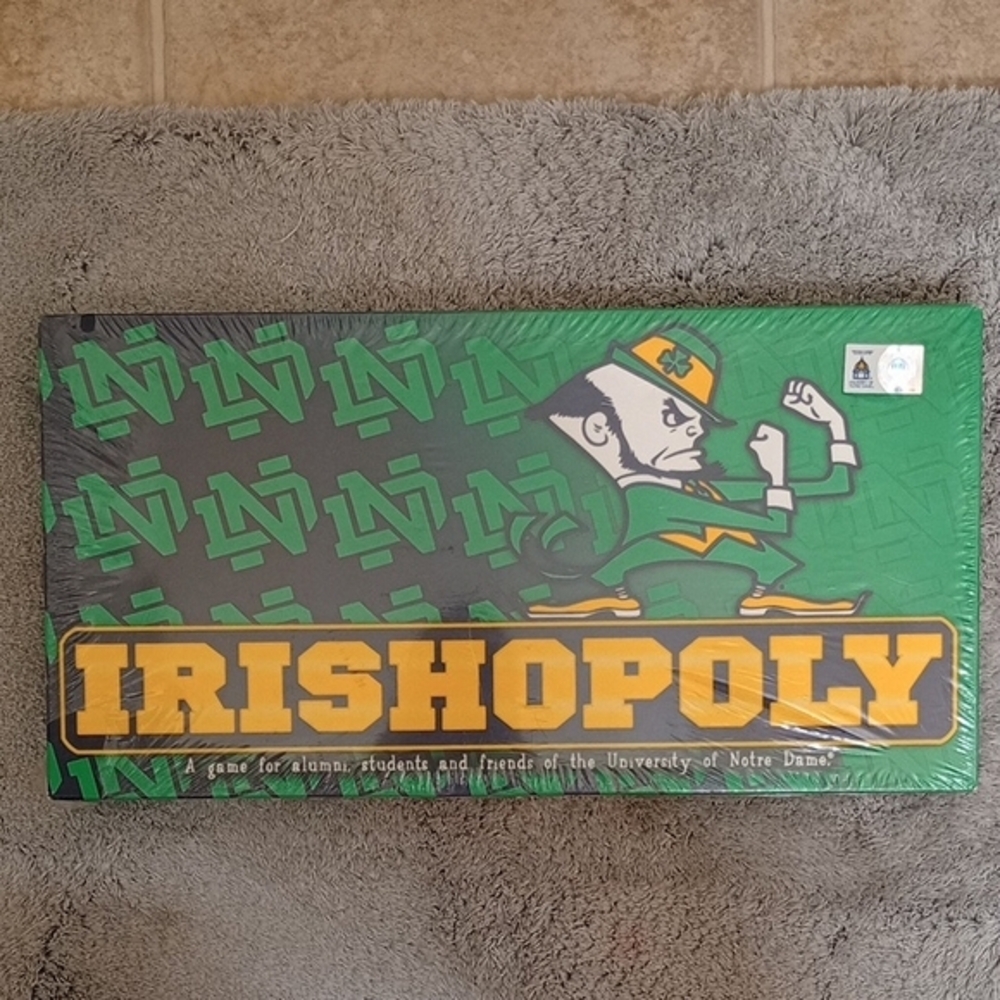 IRISHOPOLY
A game for alumni, students and friends of the University of Notre Dame.®